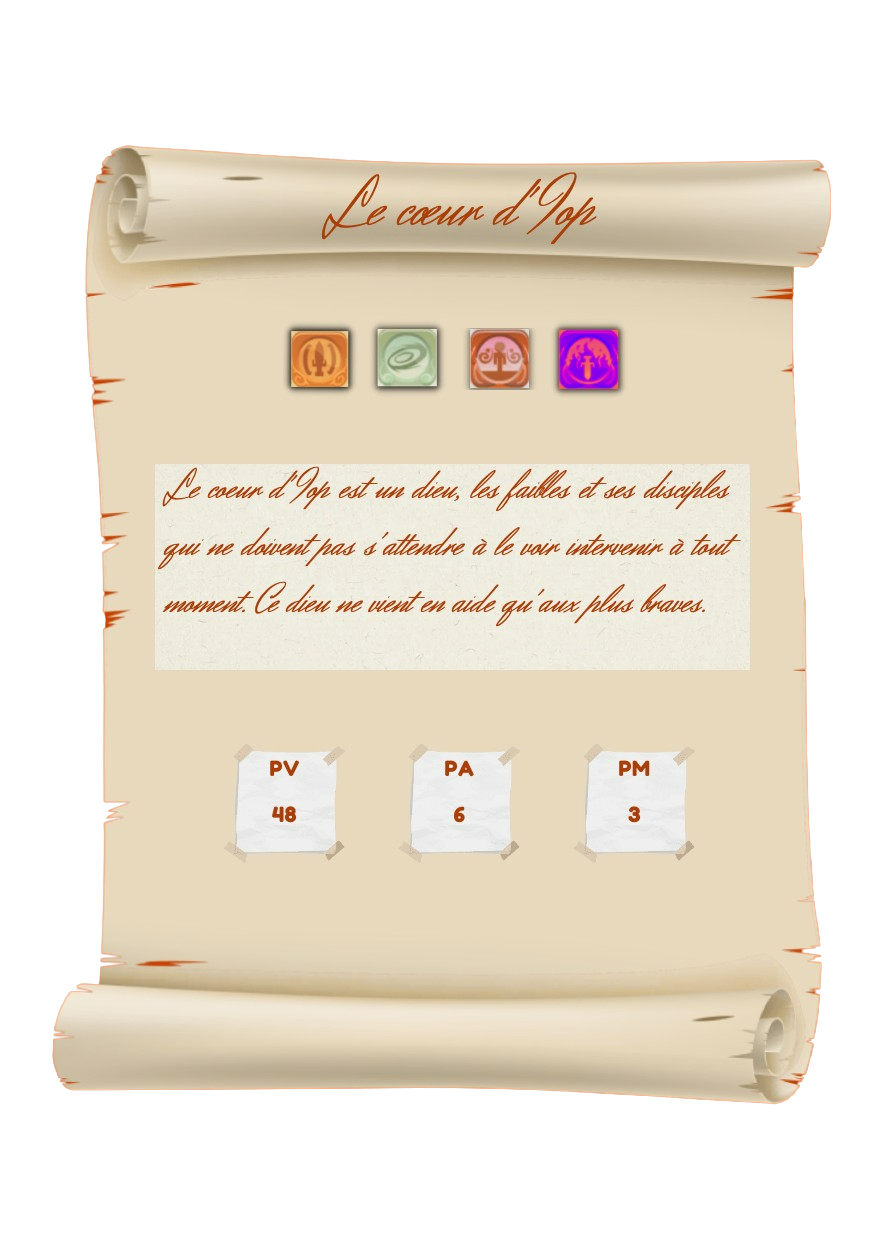 Le cœur d'Iop
Le coeur d'Iop est un dieu, les faibles et ses disciples
qui ne doivent pas s'attendre à le voir intervenir à tout
moment. Ce dieu ne vient en aide qu'aux plus braves.
PV
PA
PM
48
6
3